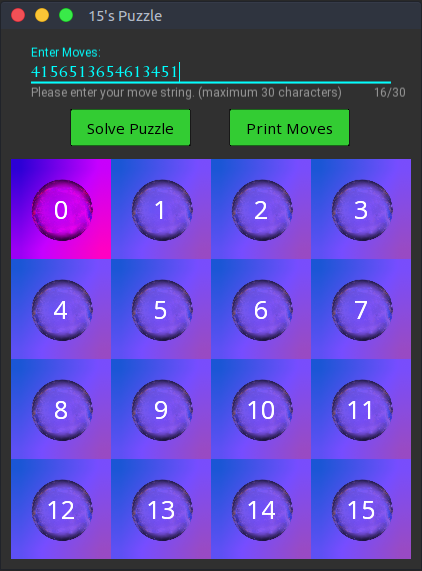 15's Puzzle
Enter Moves:
4156513654613451
Please enter your move string. (maximum 30 characters) 16/30
Solve Puzzle Print Moves
0 1 2 3
4 5 6 7
8 9 10 11
12 13 14 15